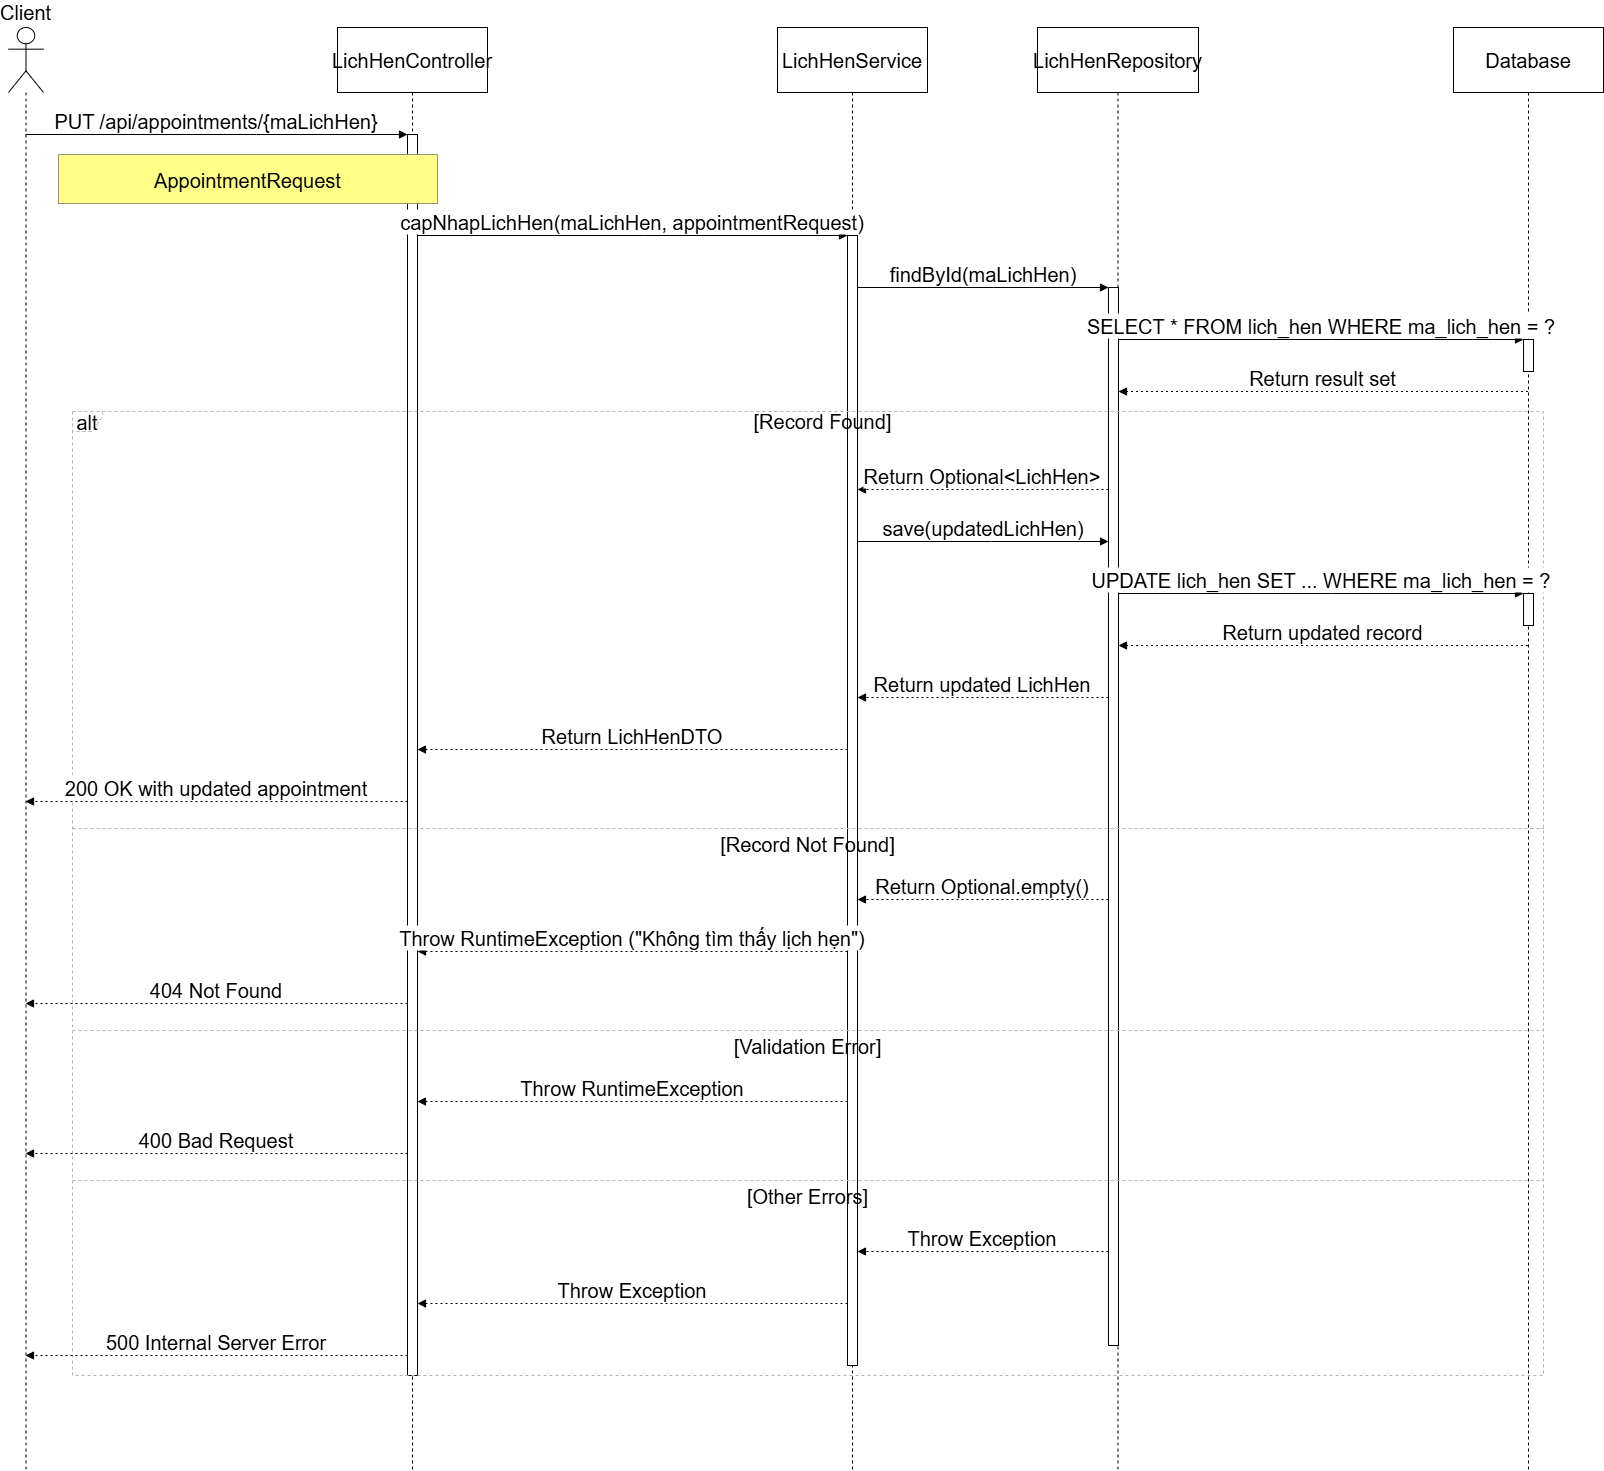 Client
LichHenController
LichHenService
LichHenRepository
Database
PUT /api/appointments/{maLichHen}
AppointmentRequest
capNhapLichHen(maLichHen, appointmentRequest)
findById(maLichHen)
SELECT * FROM lich_hen WHERE ma_lich_hen = ?
Return result set
alt
[Record Found]
Return Optional<LichHen>
save(updatedLichHen)
UPDATE lich_hen SET ... WHERE ma_lich_hen = ?
Return updated record
Return updated LichHen
Return LichHenDTO
200 OK with updated appointment
[Record Not Found]
Return Optional.empty()
Throw RuntimeException ("Không tìm thấy lịch hẹn")
404 Not Found
[Validation Error]
Throw RuntimeException
400 Bad Request
[Other Errors]
Throw Exception
Throw Exception
500 Internal Server Error